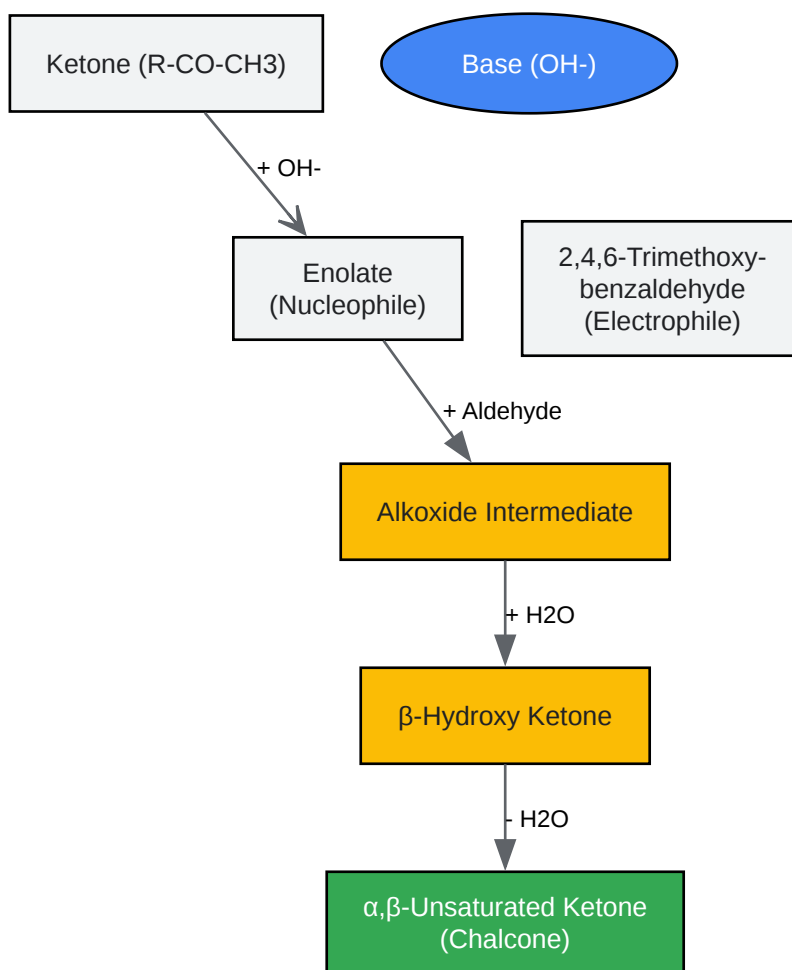 Ketone (R-CO-CH3)
Base (OH-)
+ OH-
Enolate
(Nucleophile)
2,4,6-Trimethoxy-
benzaldehyde
(Electrophile)
+ Aldehyde
Alkoxide Intermediate
+ H2O
β-Hydroxy Ketone
- H2O
α,β-Unsaturated Ketone
(Chalcone)